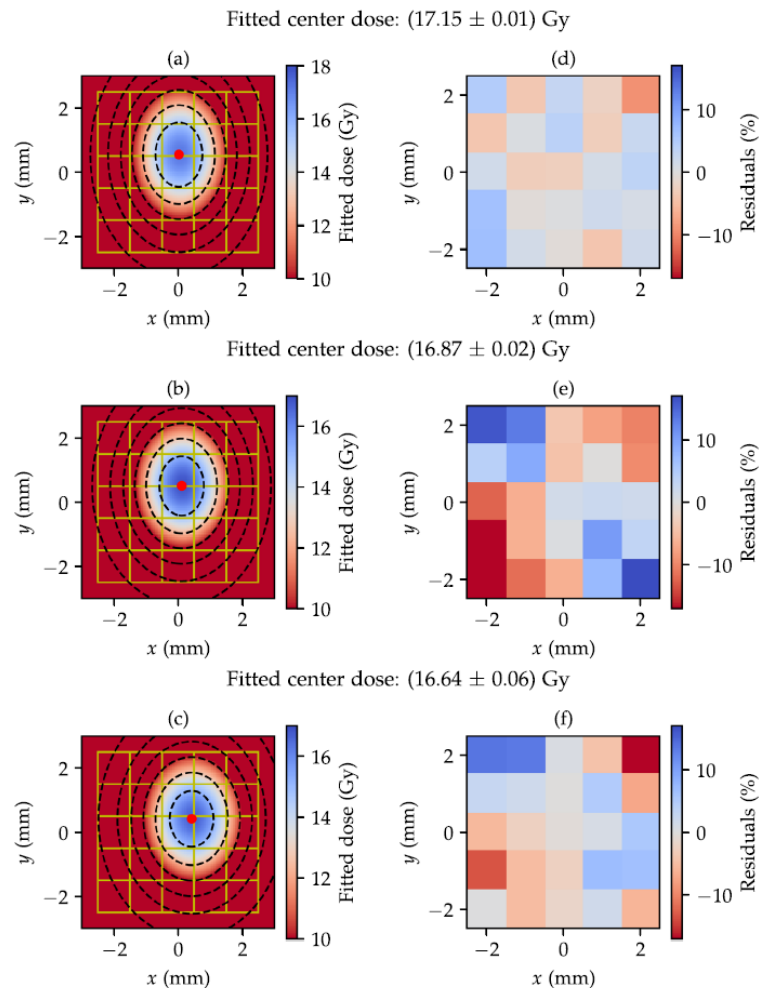 Fitted center dose: (17.15 ± 0.01) Gy
(a)
(d)
2
0
−2
y (mm)
−2 0 2
x (mm)
18
16
14
12
10
Fitted dose (Gy)
2
0
−2
y (mm)
−2 0 2
x (mm)
10
0
−10
Residuals (%)
Fitted center dose: (16.87 ± 0.02) Gy
(b)
(e)
2
0
−2
y (mm)
−2 0 2
x (mm)
16
14
12
10
Fitted dose (Gy)
2
0
−2
y (mm)
−2 0 2
x (mm)
10
0
−10
Residuals (%)
Fitted center dose: (16.64 ± 0.06) Gy
(c)
(f)
2
0
−2
y (mm)
−2 0 2
x (mm)
16
14
12
10
Fitted dose (Gy)
2
0
−2
y (mm)
−2 0 2
x (mm)
10
0
−10
Residuals (%)